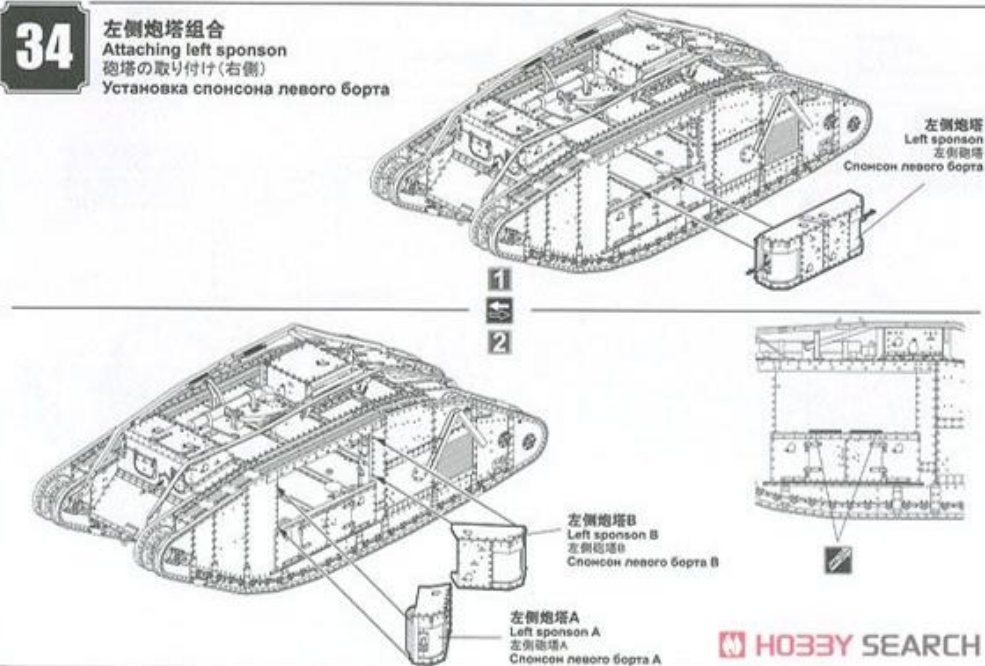 34
左侧炮塔组合
Attaching left sponson
砲塔の取り付け(右側)
Установка спонсона левого борта
左侧炮塔
Left sponson
左側砲塔
Спонсон левого борта
1
2
左侧炮塔B
Left sponson B
左側砲塔B
Спонсон левого борта B
左侧炮塔A
Left sponson A
左側砲塔A
Спонсон левого борта A
HOBBY SEARCH